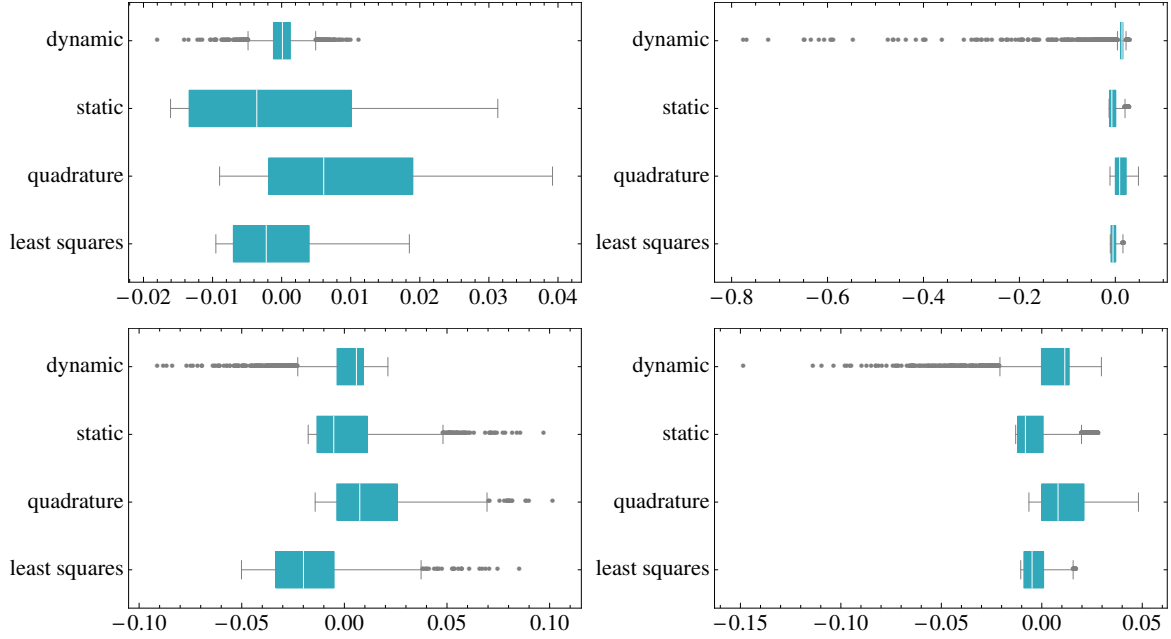 dynamic
static
quadrature
least squares
−0.02 −0.01 0.00 0.01 0.02 0.03 0.04
dynamic
static
quadrature
least squares
−0.8 −0.6 −0.4 −0.2 0.0
dynamic
static
quadrature
least squares
−0.10 −0.05 0.00 0.05 0.10
dynamic
static
quadrature
least squares
−0.15 −0.10 −0.05 0.00 0.05